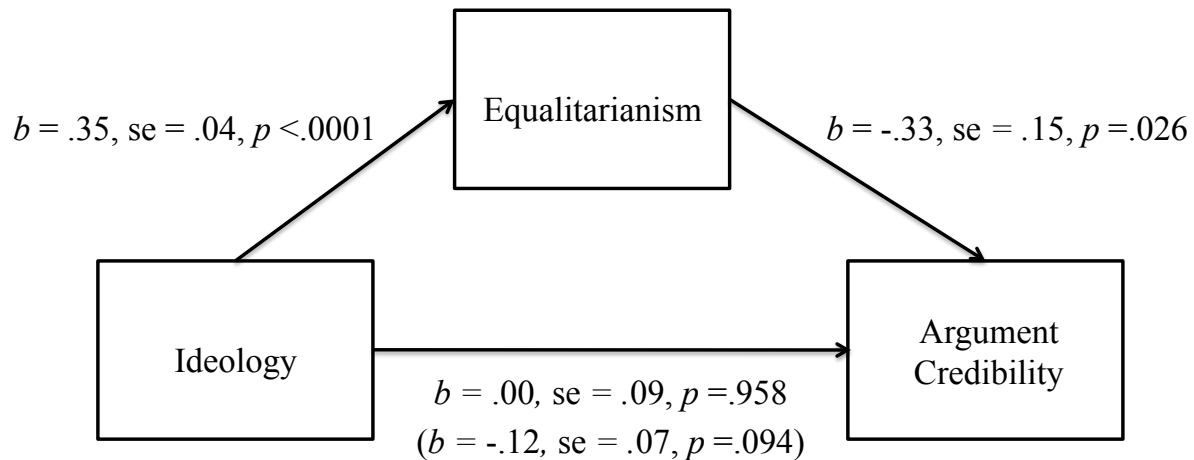 Equalitarianism
b = .35, se = .04, p <.0001
b = -.33, se = .15, p =.026
Ideology
Argument
Credibility
b = .00, se = .09, p =.958
(b = -.12, se = .07, p =.094)